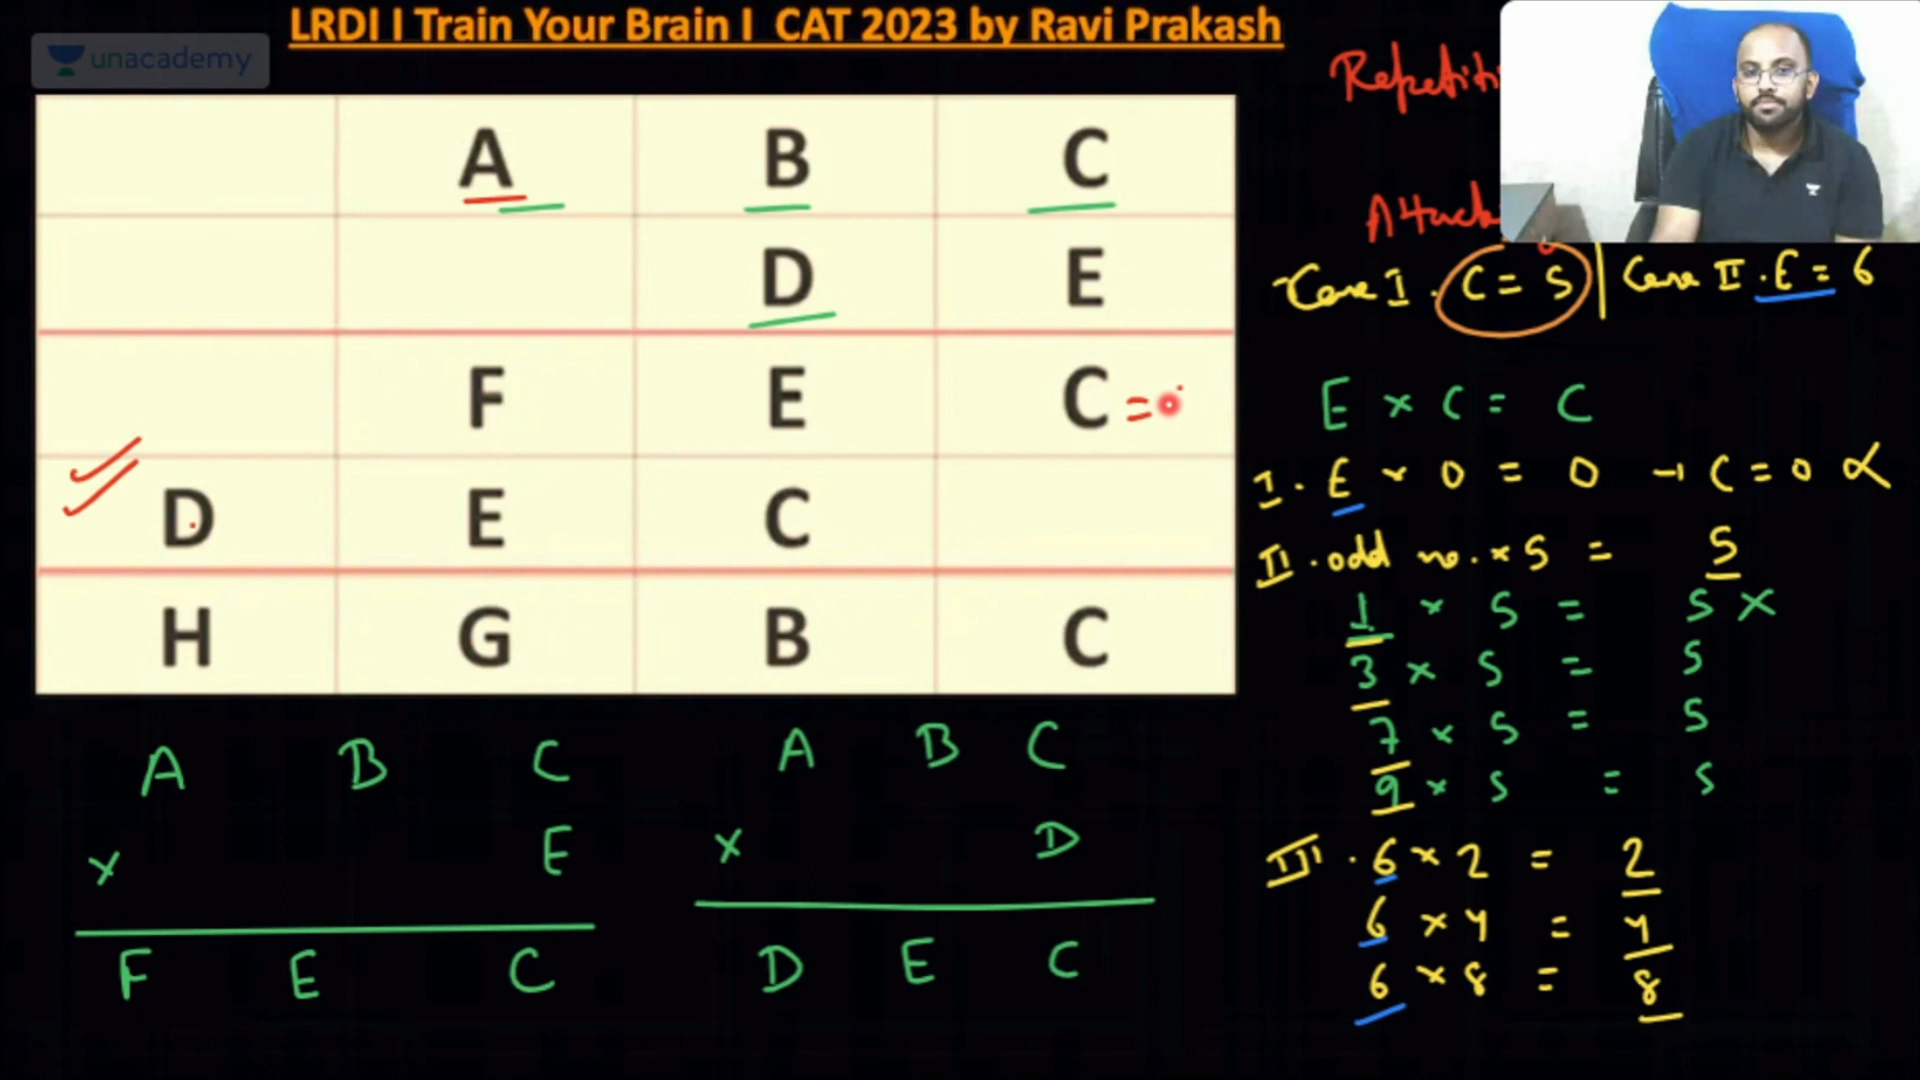 LRDI I Train Your Brain I CAT 2023 by Ravi Prakash
unacademy
A B C
D E
F E C =
D E C
H G B C
A B C
× E
F E C
A B C
× D
D E C
Case I . C = 5 | Case II . E = 6
E × C = C
I . E × 0 = 0 → C = 0 ×
II . odd no. × 5 = 5
1 × 5 = 5 ×
3 × 5 = 5
7 × 5 = 5
9 × 5 = 5
III . 6 × 2 = 2
6 × 4 = 4
6 × 8 = 8